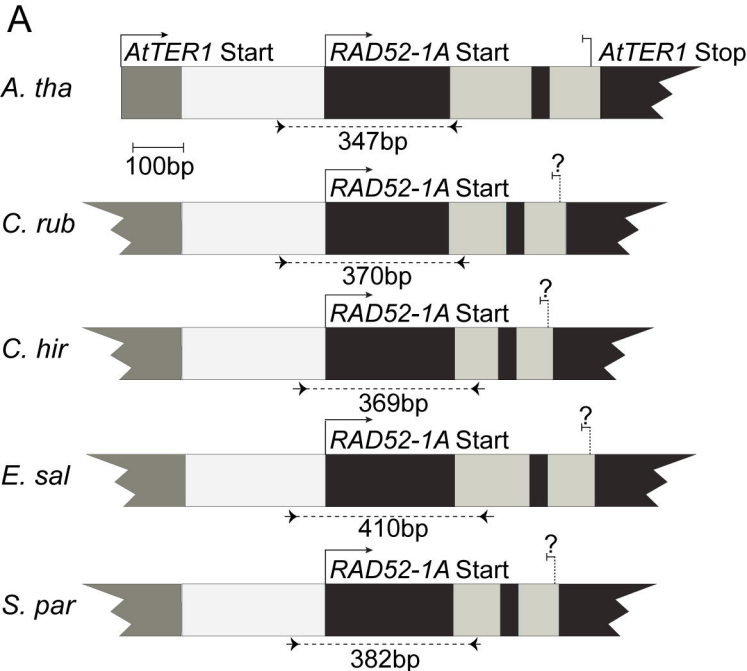 A
AtTER1 Start RAD52-1A Start AtTER1 Stop
A. tha
347bp
100bp
?
RAD52-1A Start
C. rub
370bp
?
RAD52-1A Start
C. hir
369bp
?
RAD52-1A Start
E. sal
410bp
?
RAD52-1A Start
S. par
382bp